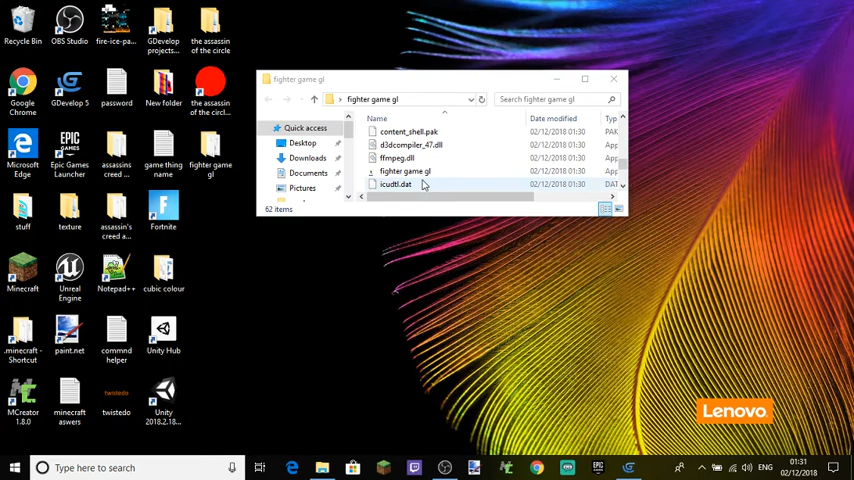 Recycle Bin
OBS Studio
fire-ice-pa...
GDevelop
projects...
the assassin
of the circle
Google
Chrome
GDevelop 5
password
New folder
the assassin
of the circl...
Microsoft
Edge
Epic Games
Launcher
assassins
creed ...
game thing
name
fighter game
gl
stuff
texture
assassin's
creed a...
Fortnite
Minecraft
Unreal
Engine
Notepad++
cubic colour
.minecraft -
Shortcut
paint.net
commnd
helper
Unity Hub
MCreator
1.8.0
minecraft
aswers
twistedo
twistedo
Unity
2018.2.18...
EPIC
GAMES
fighter game gl
fighter game gl
Search fighter game gl
Name
Date modified
Typ
Quick access
Desktop
Downloads
Documents
Pictures
content_shell.pak
02/12/2018 01:30
PAK
d3dcompiler_47.dll
02/12/2018 01:30
App
ffmpeg.dll
02/12/2018 01:30
App
fighter game gl
02/12/2018 01:30
App
icudtl.dat
02/12/2018 01:30
DAT
62 items
Lenovo
Type here to search
EPIC
ENG
01:31
02/12/2018